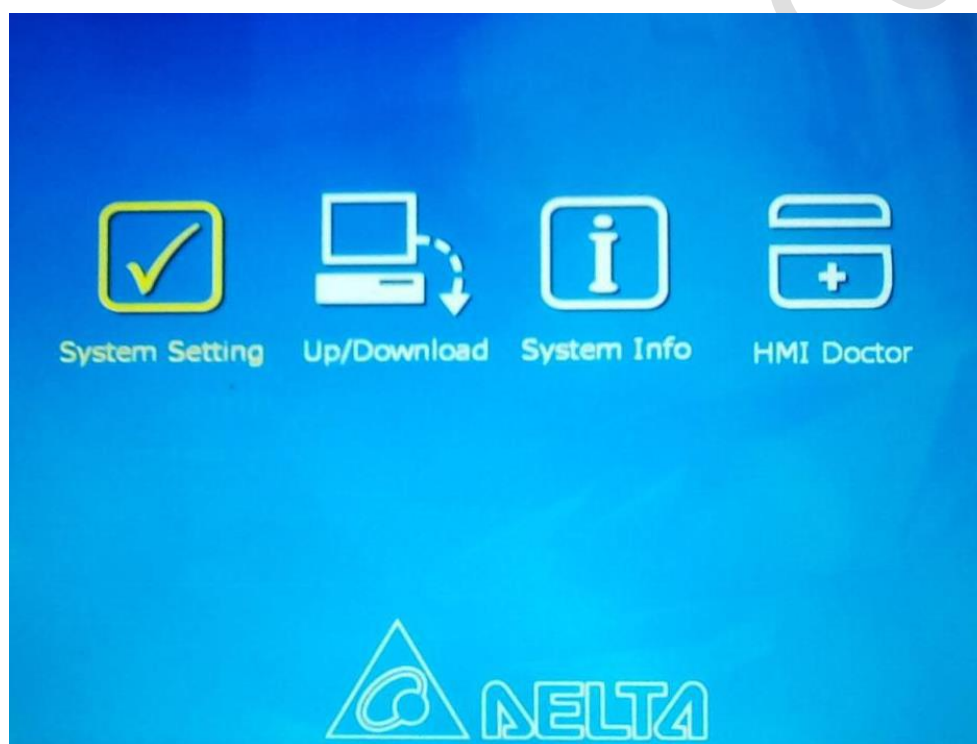 System Setting
Up/Download
System Info
HMI Doctor
DELTA